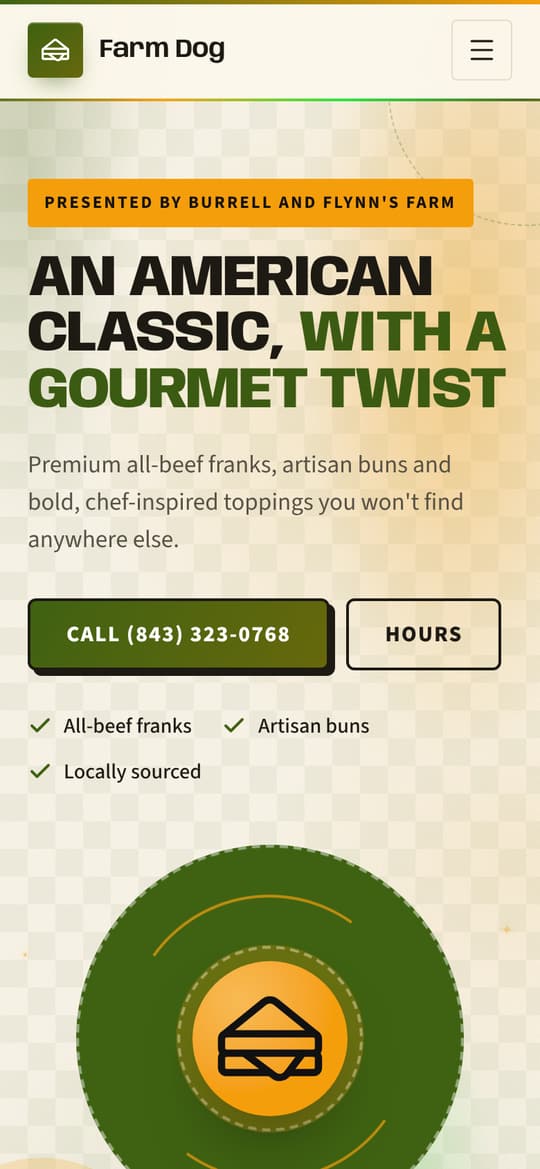 Farm Dog
PRESENTED BY BURRELL AND FLYNN'S FARM
AN AMERICAN
CLASSIC, WITH A
GOURMET TWIST
Premium all-beef franks, artisan buns and
bold, chef-inspired toppings you won't find
anywhere else.
CALL (843) 323-0768
HOURS
All-beef franks
Artisan buns
Locally sourced